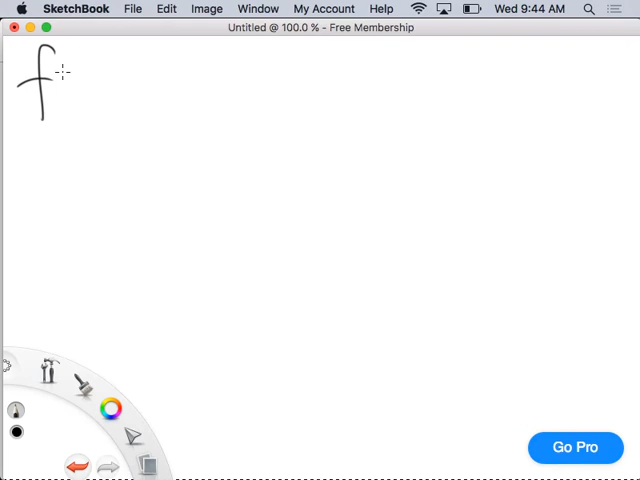 SketchBook File Edit Image Window My Account Help Wed 9:44 AM
Untitled @ 100.0 % - Free Membership
f
Go Pro